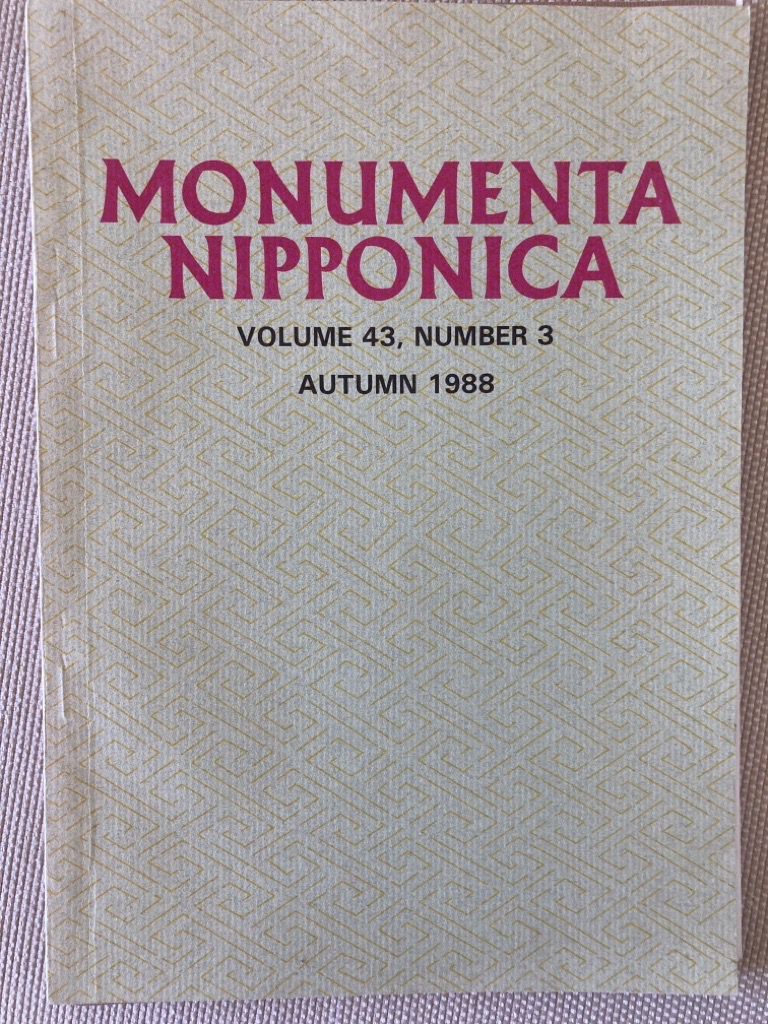 MONUMENTA
NIPPONICA
VOLUME 43, NUMBER 3
AUTUMN 1988